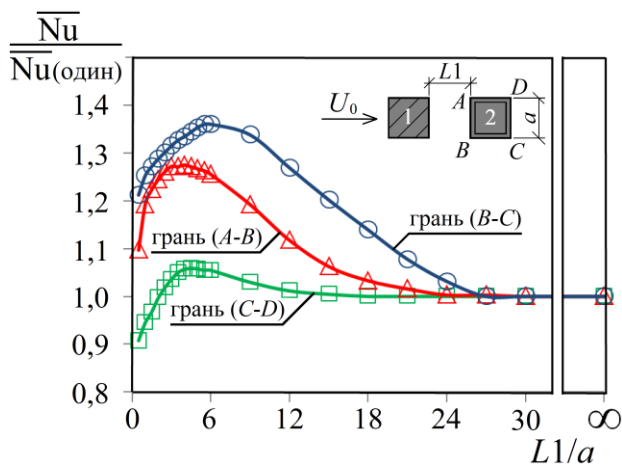 Nu
Nu(один)
1,4
1,3
1,2
1,1
1,0
0,9
0,8
0
6
12
18
24
30
∞
L1/a
L1
U0
1
2
A
D
B
C
a
грань (B-C)
грань (A-B)
грань (C-D)